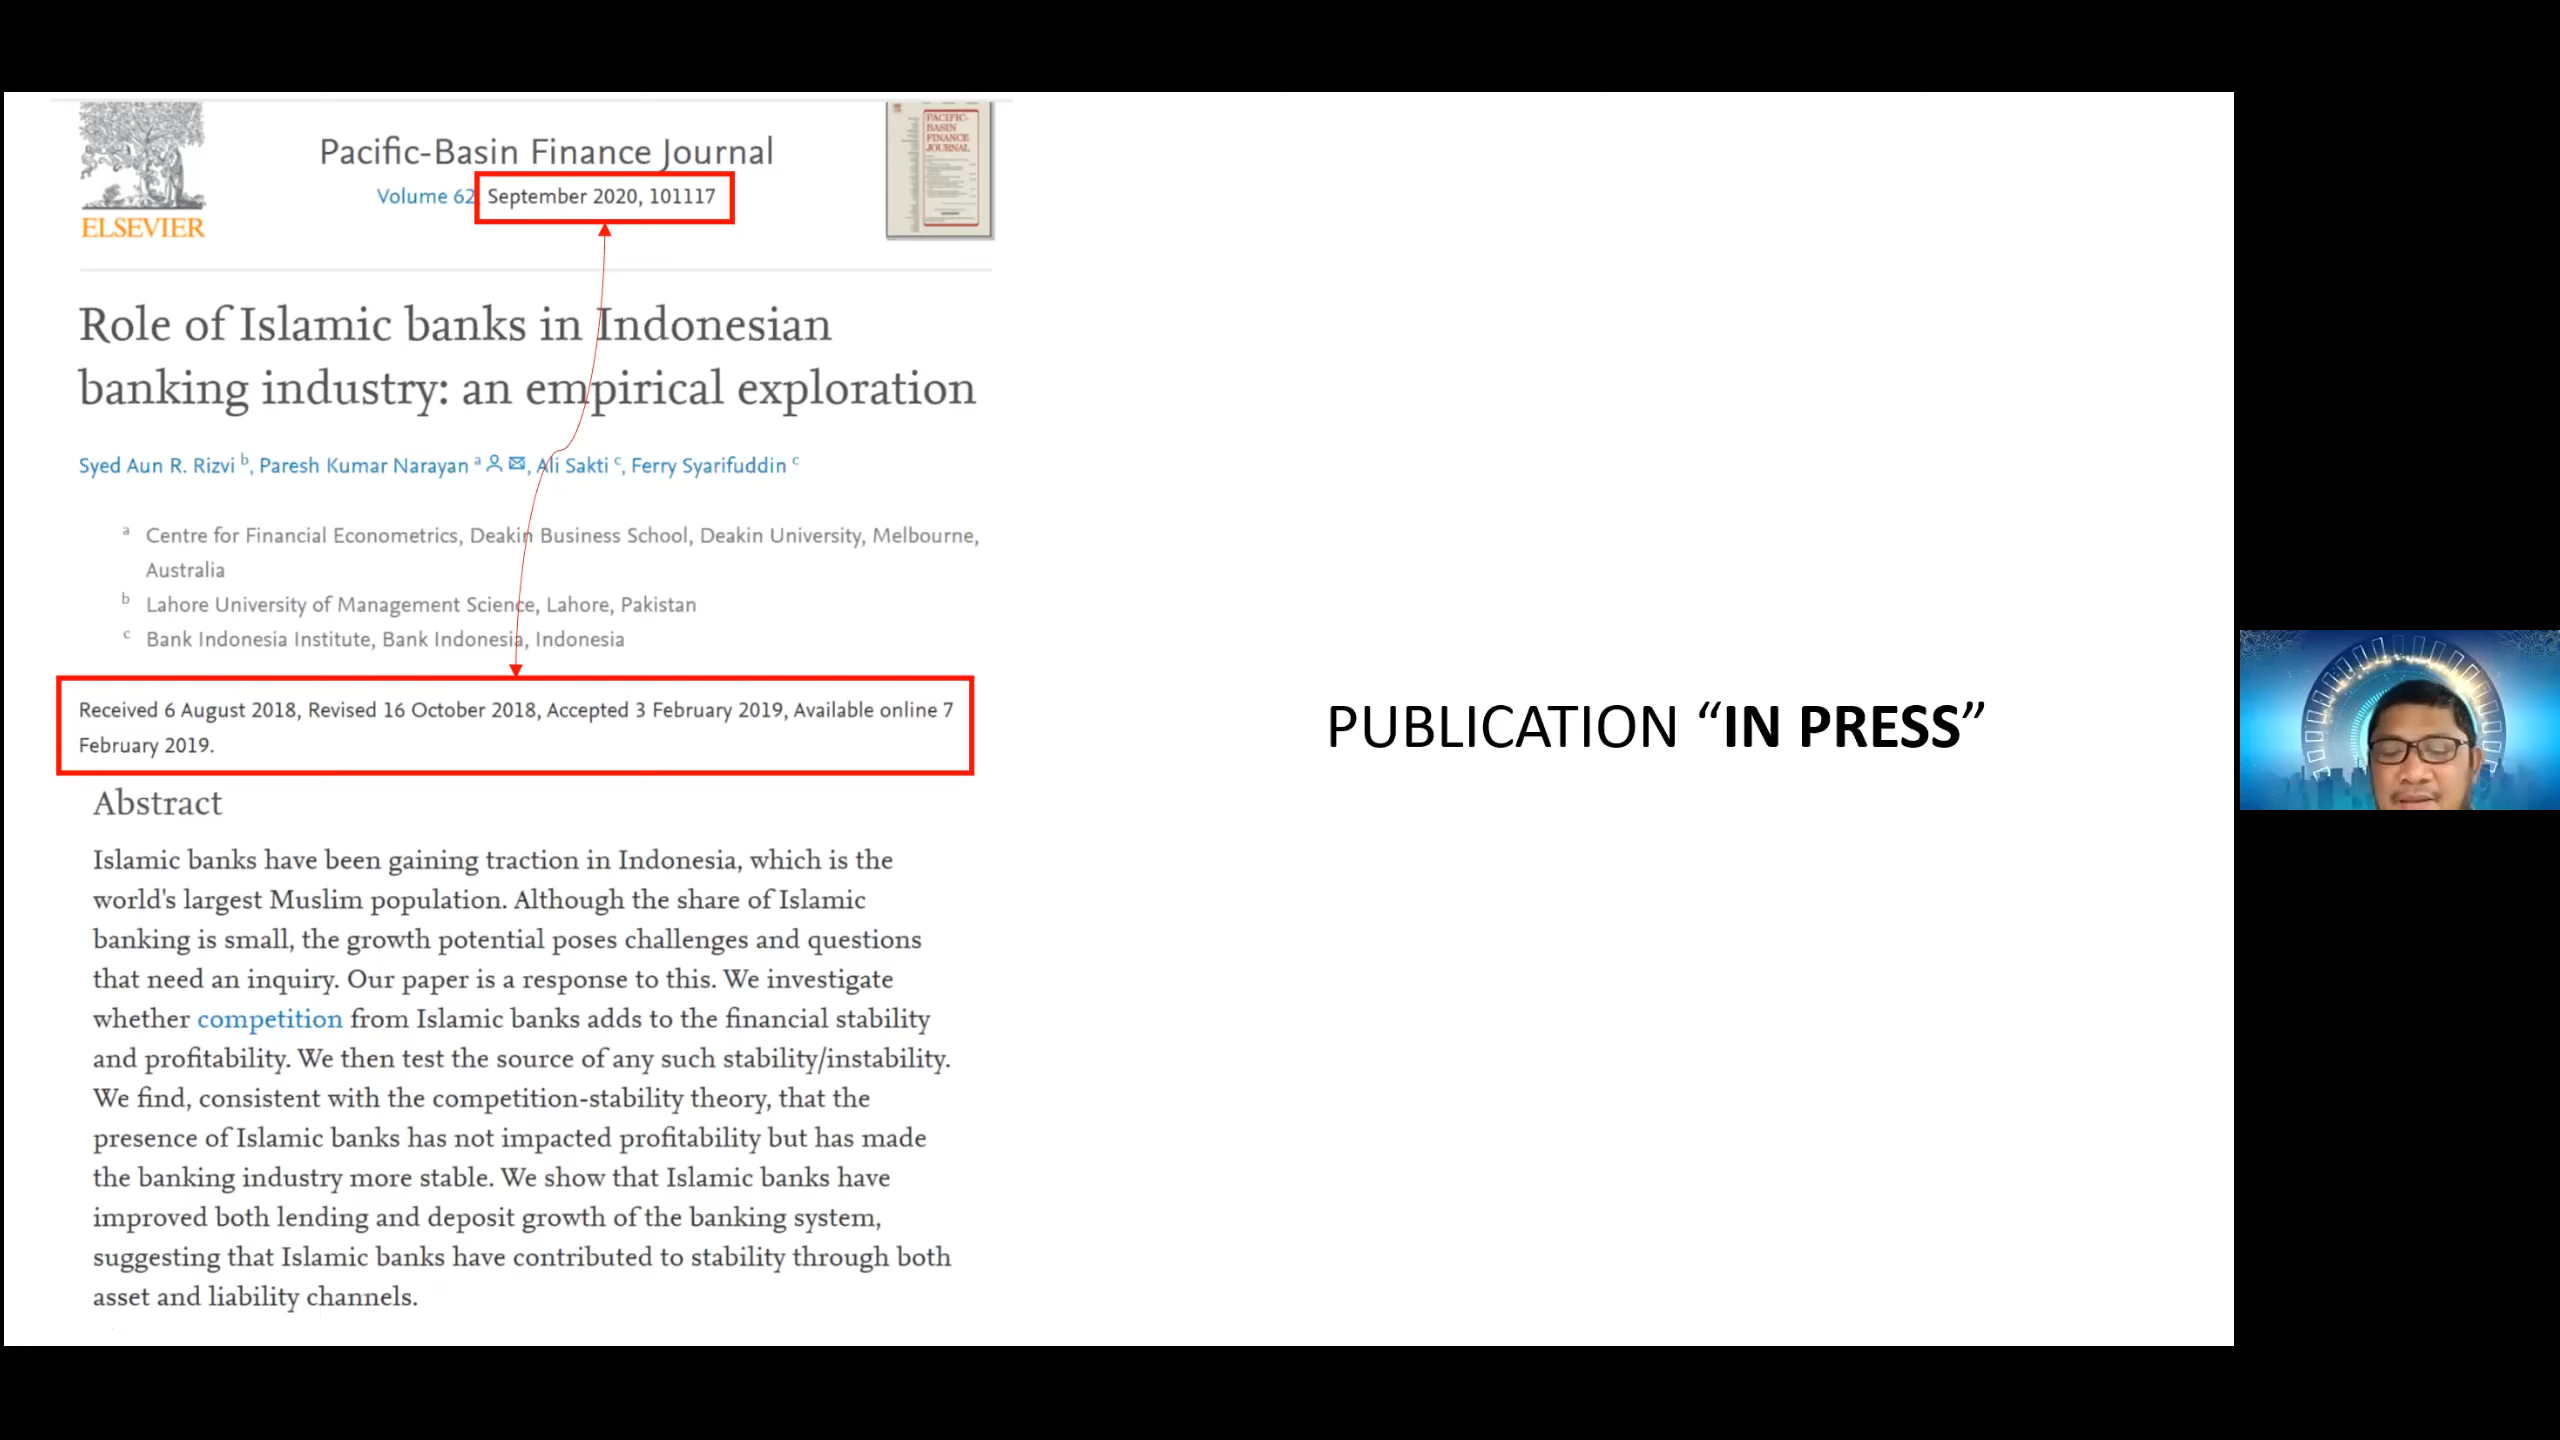 Pacific-Basin Finance Journal
Volume 62
September 2020, 101117
ELSEVIER
PACIFIC-
BASIN
FINANCE
JOURNAL
Role of Islamic banks in Indonesian
banking industry: an empirical exploration
Syed Aun R. Rizvi b, Paresh Kumar Narayan a, Ali Sakti c, Ferry Syarifuddin c
a Centre for Financial Econometrics, Deakin Business School, Deakin University, Melbourne,
Australia
b Lahore University of Management Science, Lahore, Pakistan
c Bank Indonesia Institute, Bank Indonesia, Indonesia
Received 6 August 2018, Revised 16 October 2018, Accepted 3 February 2019, Available online 7
February 2019.
Abstract
Islamic banks have been gaining traction in Indonesia, which is the
world's largest Muslim population. Although the share of Islamic
banking is small, the growth potential poses challenges and questions
that need an inquiry. Our paper is a response to this. We investigate
whether competition from Islamic banks adds to the financial stability
and profitability. We then test the source of any such stability/instability.
We find, consistent with the competition-stability theory, that the
presence of Islamic banks has not impacted profitability but has made
the banking industry more stable. We show that Islamic banks have
improved both lending and deposit growth of the banking system,
suggesting that Islamic banks have contributed to stability through both
asset and liability channels.
PUBLICATION “IN PRESS”